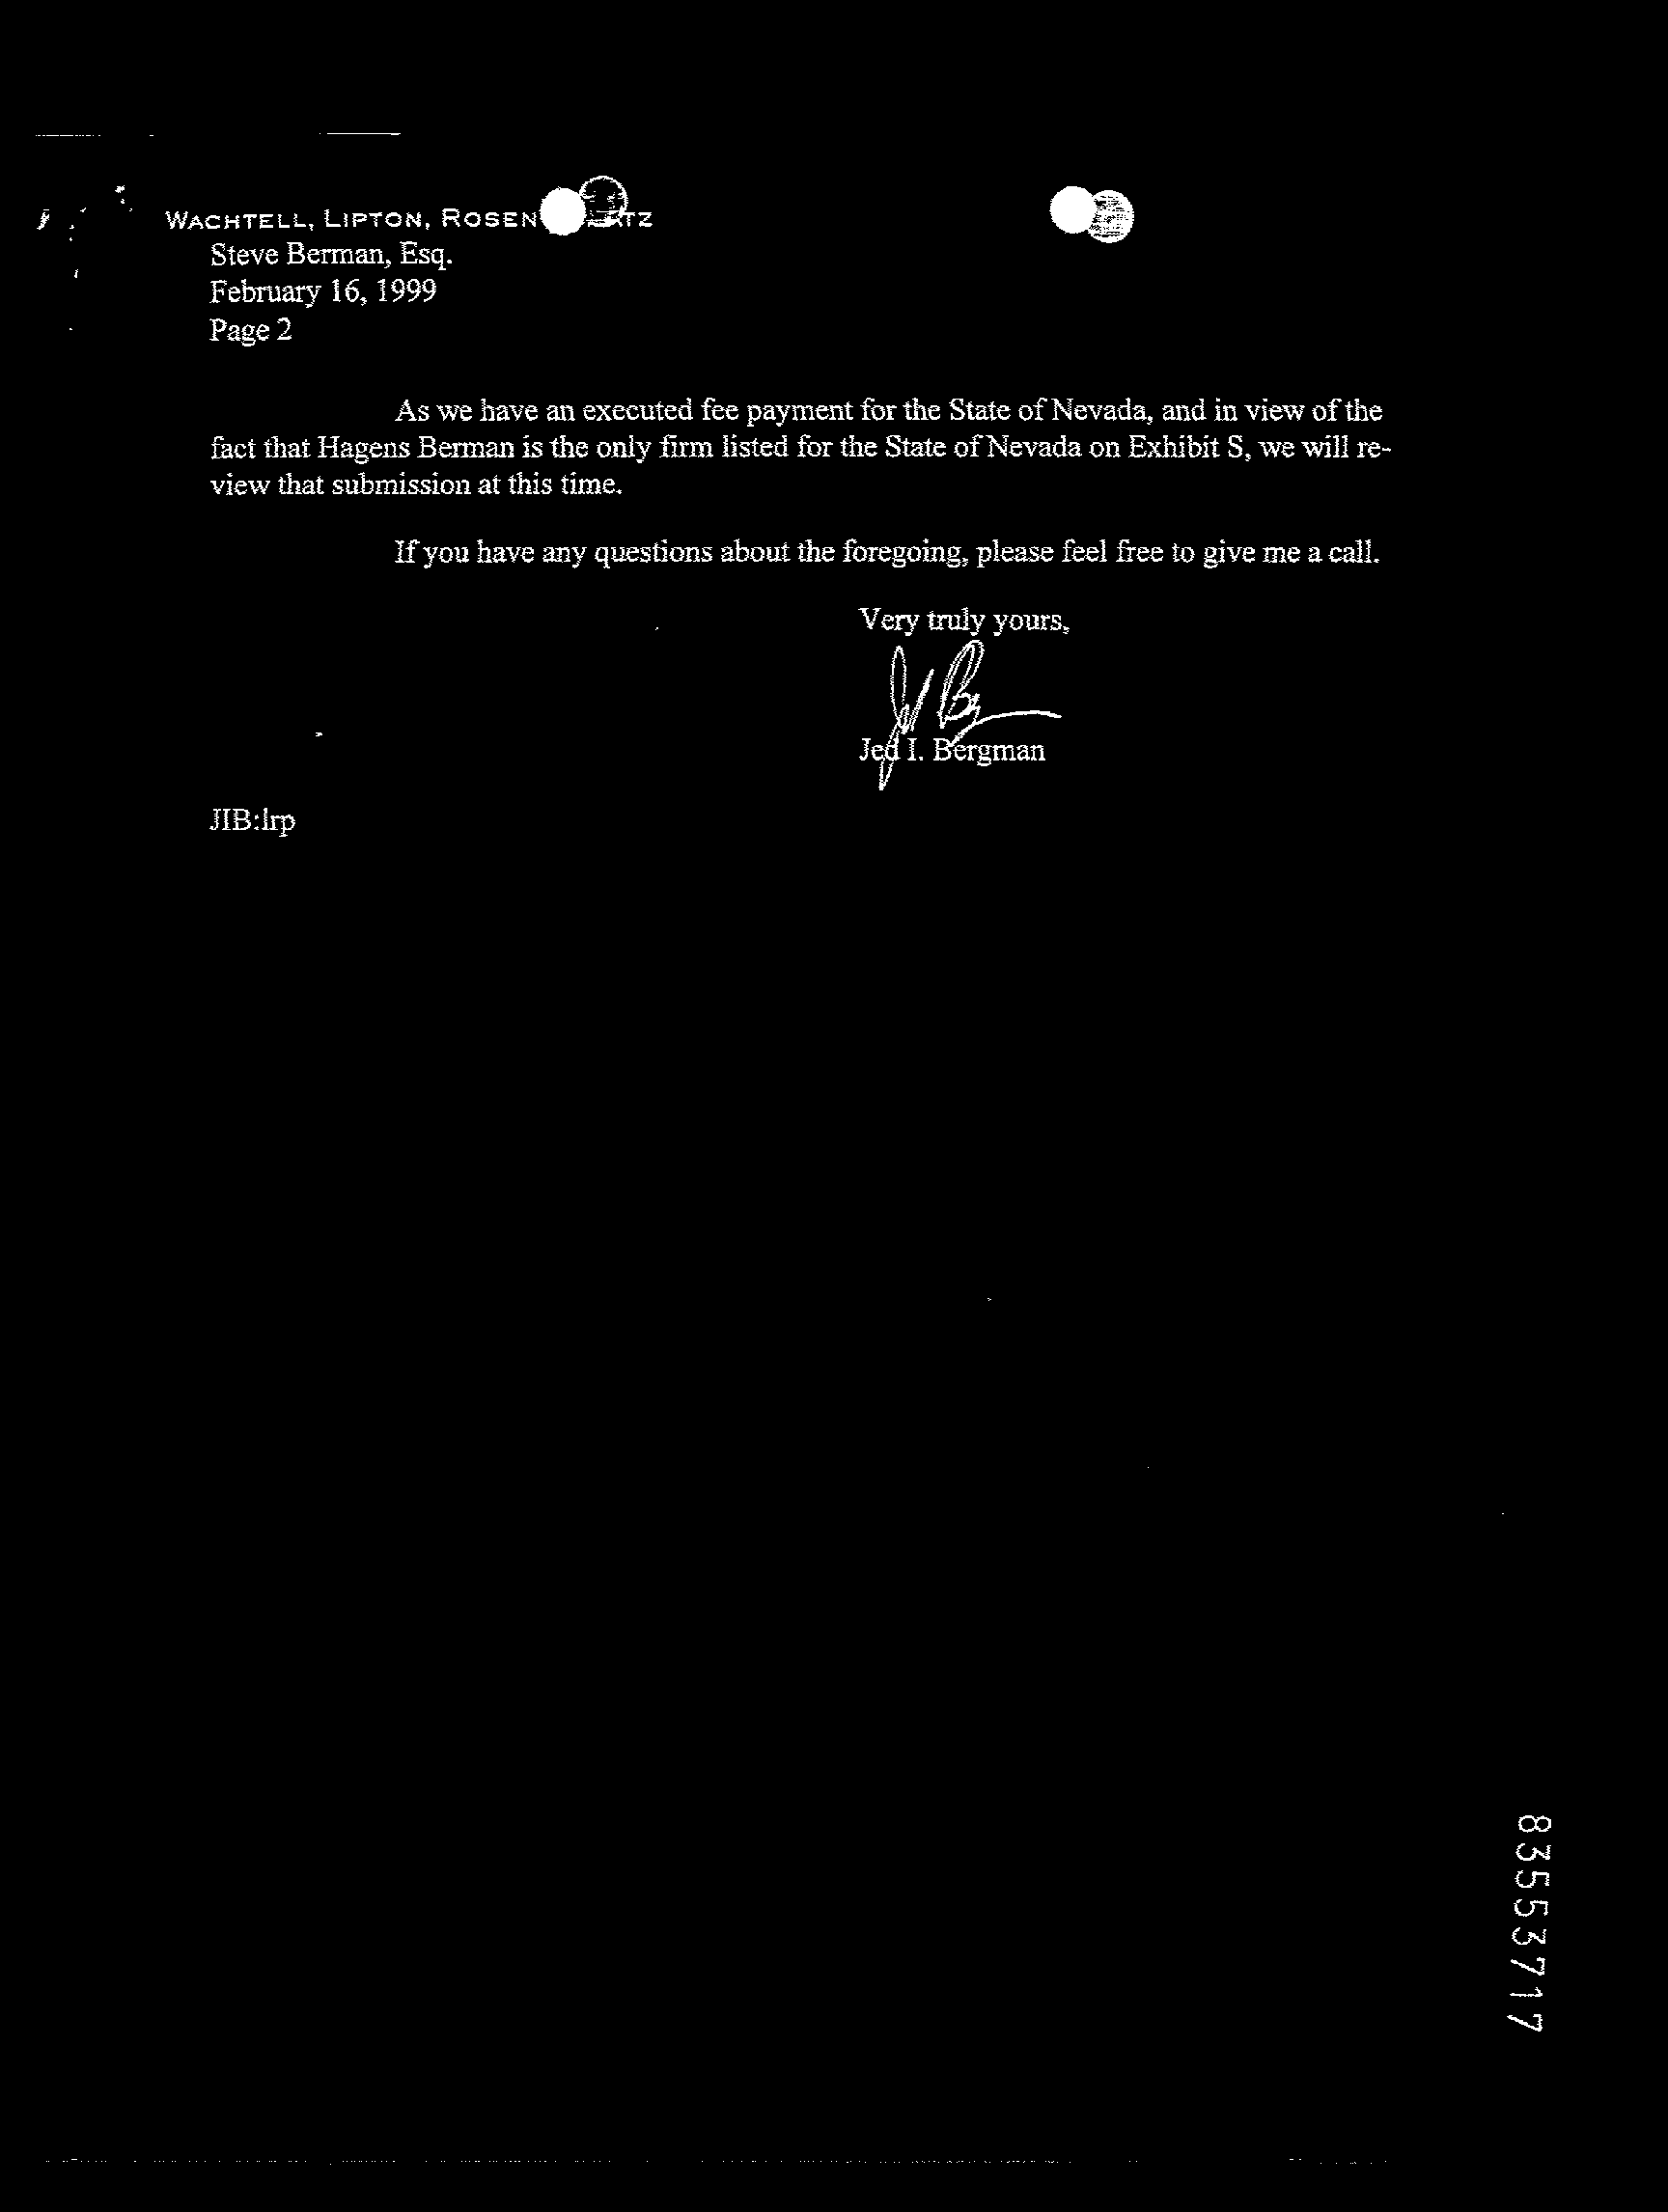 WACHTELL, LIPTON, ROSEN
Steve Berman, Esq.
February 16, 1999
Page 2
As we have an executed fee payment for the State of Nevada, and in view of the
fact that Hagens Berman is the only firm listed for the State of Nevada on Exhibit S, we will re-
view that submission at this time.
If you have any questions about the foregoing, please feel free to give me a call.
Very truly yours,
Jed I. Bergman
JIB:lrp
83553717